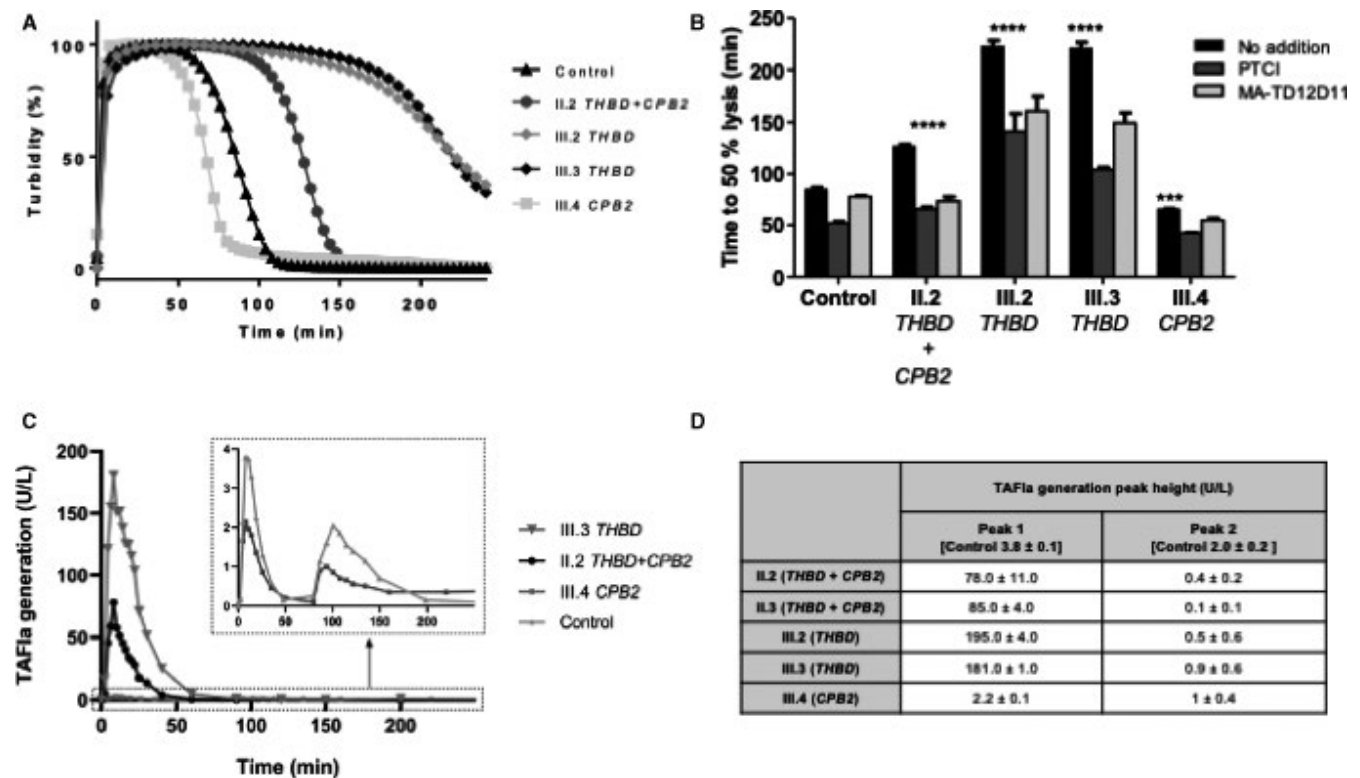 A
Turbidity (%)
100
50
0
0 50 100 150 200
Time (min)
Control
II.2 THBD+CPB2
III.2 THBD
III.3 THBD
III.4 CPB2
B
Time to 50 % lysis (min)
250
200
150
100
50
0
**** **** **** ***
No addition
PTCI
MA-TD12D11
Control II.2 III.2 III.3 III.4
THBD THBD THBD CPB2
+
CPB2
C
TAFIa generation (U/L)
200
150
100
50
0
0 50 100 150 200
Time (min)
4
3
2
1
0
0 50 100 150 200
III.3 THBD
II.2 THBD+CPB2
III.4 CPB2
Control
D
TAFIa generation peak height (U/L)
Peak 1 Peak 2
[Control 3.8 ± 0.1] [Control 2.0 ± 0.2 ]
II.2 (THBD + CPB2) 78.0 ± 11.0 0.4 ± 0.2
II.3 (THBD + CPB2) 85.0 ± 4.0 0.1 ± 0.1
III.2 (THBD) 195.0 ± 4.0 0.5 ± 0.6
III.3 (THBD) 181.0 ± 1.0 0.9 ± 0.6
III.4 (CPB2) 2.2 ± 0.1 1 ± 0.4